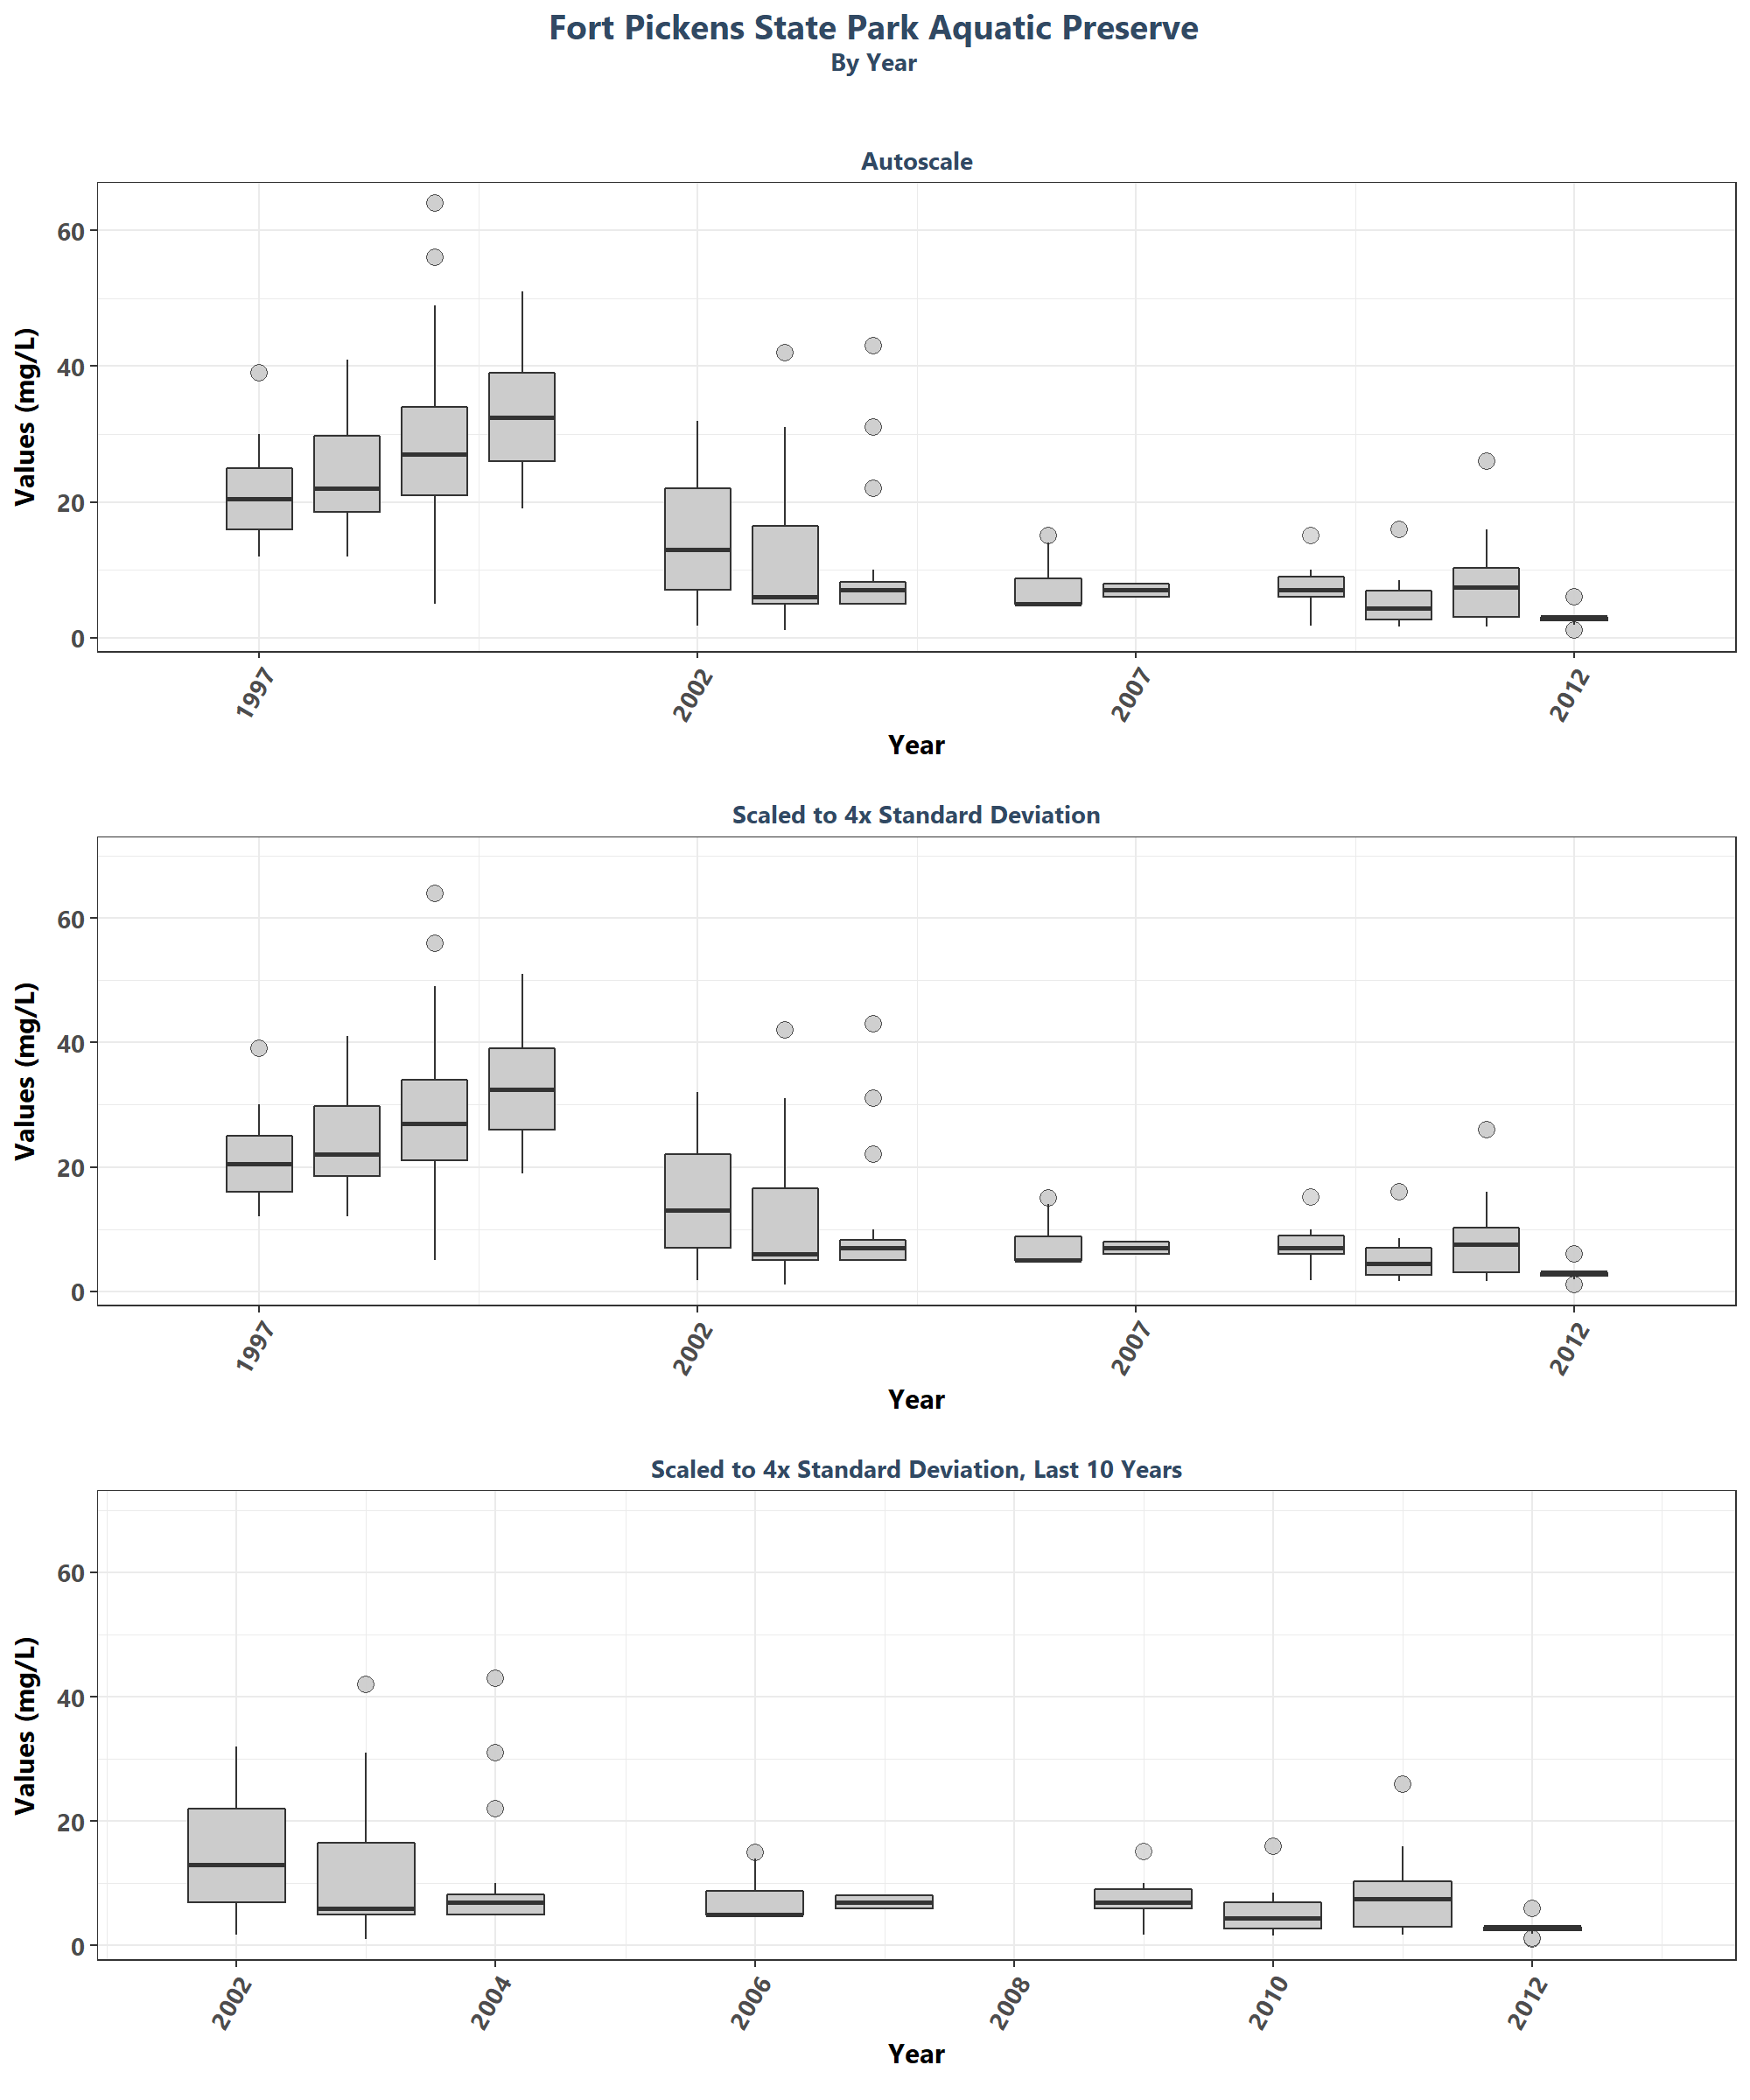 Fort Pickens State Park Aquatic Preserve
By Year
Autoscale
Values (mg/L)
60
40
20
0
1997
2002
2007
2012
Year
Scaled to 4x Standard Deviation
Values (mg/L)
60
40
20
0
1997
2002
2007
2012
Year
Scaled to 4x Standard Deviation, Last 10 Years
Values (mg/L)
60
40
20
0
2002
2004
2006
2008
2010
2012
Year